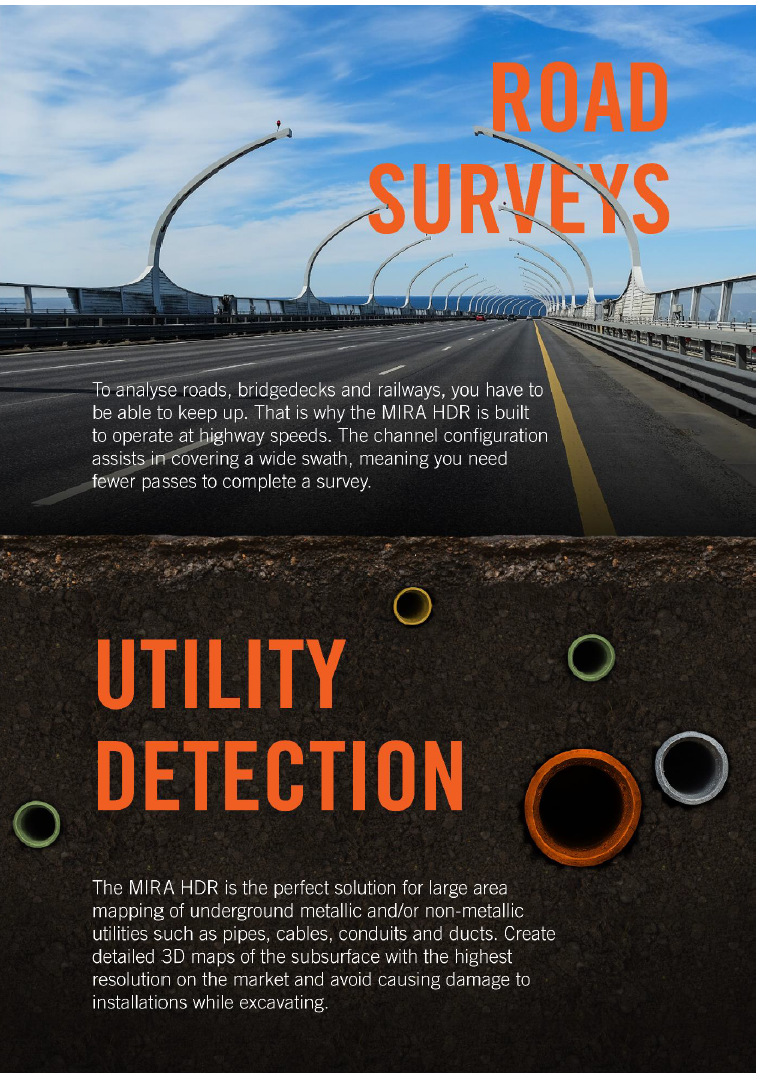 ROAD
SURVEYS
To analyse roads, bridgedecks and railways, you have to
be able to keep up. That is why the MIRA HDR is built
to operate at highway speeds. The channel configuration
assists in covering a wide swath, meaning you need
fewer passes to complete a survey.
UTILITY
DETECTION
The MIRA HDR is the perfect solution for large area
mapping of underground metallic and/or non-metallic
utilities such as pipes, cables, conduits and ducts. Create
detailed 3D maps of the subsurface with the highest
resolution on the market and avoid causing damage to
installations while excavating.